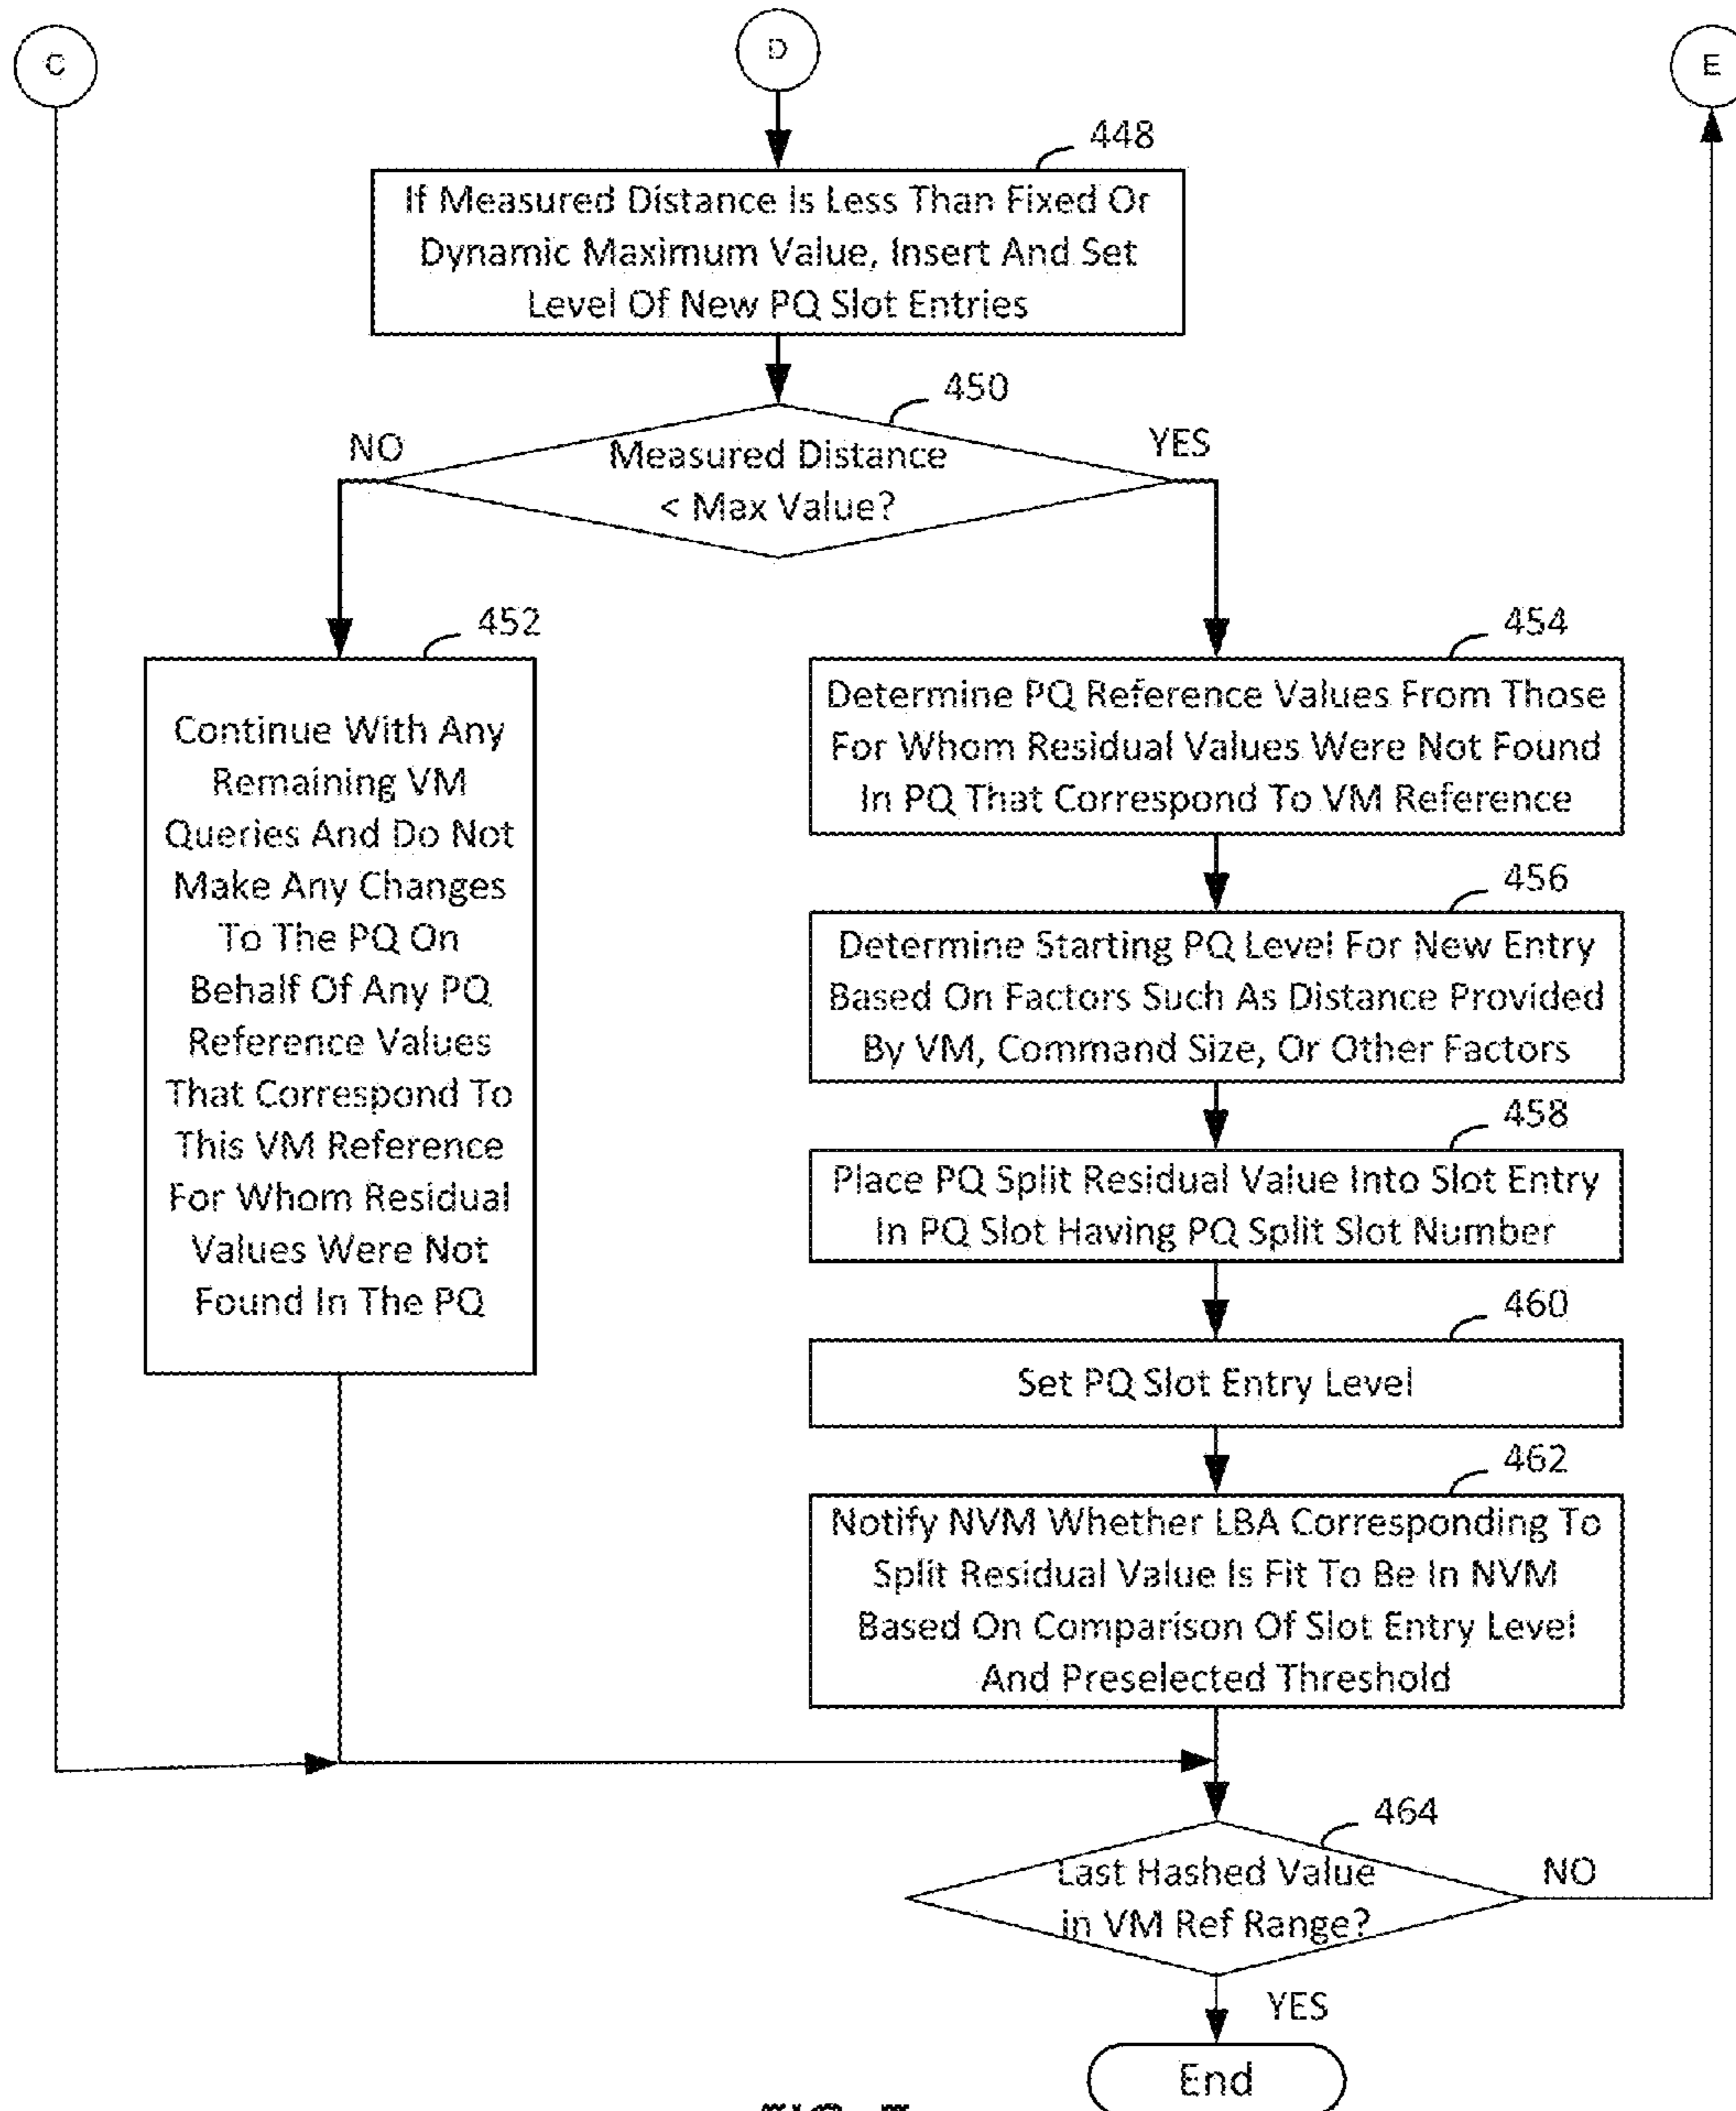 C
D
E
448
If Measured Distance Is Less Than Fixed Or
Dynamic Maximum Value, Insert And Set
Level Of New PQ Slot Entries
450
NO
YES
Measured Distance
< Max Value?
452
Continue With Any
Remaining VM
Queries And Do Not
Make Any Changes
To The PQ On
Behalf Of Any PQ
Reference Values
That Correspond To
This VM Reference
For Whom Residual
Values Were Not
Found In The PQ
454
Determine PQ Reference Values From Those
For Whom Residual Values Were Not Found
In PQ That Correspond To VM Reference
456
Determine Starting PQ Level For New Entry
Based On Factors Such As Distance Provided
By VM, Command Size, Or Other Factors
458
Place PQ Split Residual Value Into Slot Entry
In PQ Slot Having PQ Split Slot Number
460
Set PQ Slot Entry Level
462
Notify NVM Whether LBA Corresponding To
Split Residual Value Is Fit To Be In NVM
Based On Comparison Of Slot Entry Level
And Preselected Threshold
464
Last Hashed Value
in VM Ref Range?
NO
YES
End